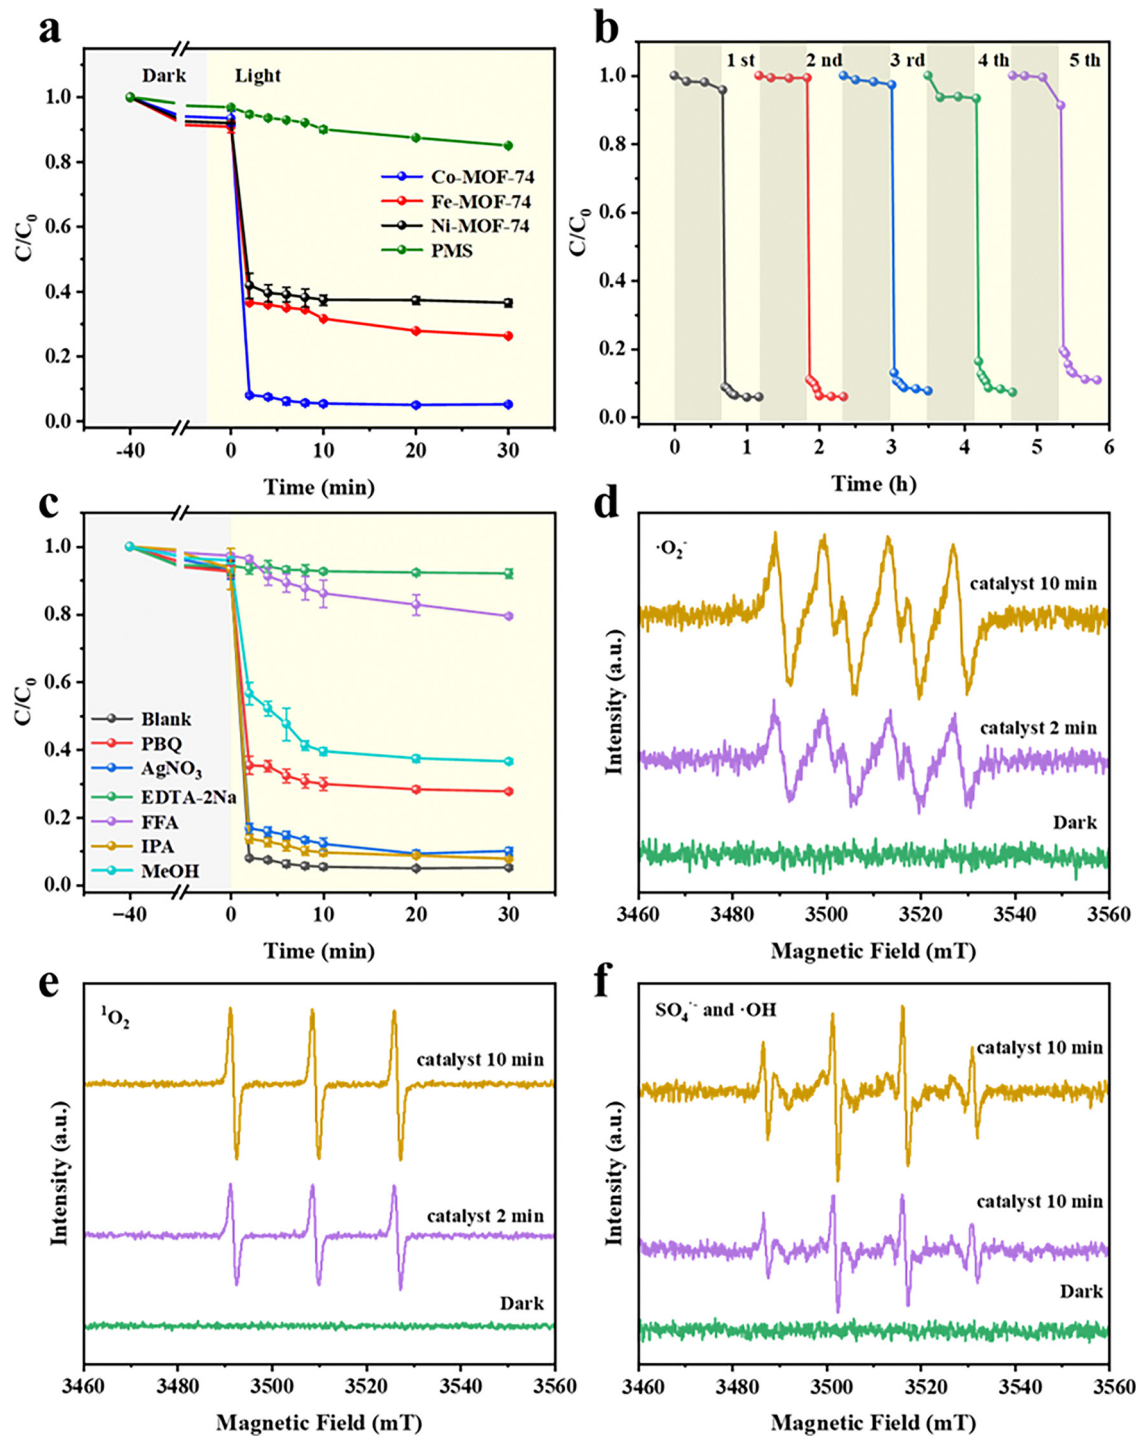 a
Dark
Light
Co-MOF-74
Fe-MOF-74
Ni-MOF-74
PMS
1.0
0.8
0.6
0.4
0.2
0.0
C/C0
-40
0
10
20
30
Time (min)
b
1 st
2 nd
3 rd
4 th
5 th
1.0
0.8
0.6
0.4
0.2
0.0
C/C0
0
1
2
3
4
5
6
Time (h)
c
1.0
0.8
0.6
0.4
0.2
0.0
C/C0
Blank
PBQ
AgNO3
EDTA-2Na
FFA
IPA
MeOH
−40
0
10
20
30
Time (min)
d
·O2-
catalyst 10 min
catalyst 2 min
Dark
Intensity (a.u.)
3460
3480
3500
3520
3540
3560
Magnetic Field (mT)
e
1O2
catalyst 10 min
catalyst 2 min
Dark
Intensity (a.u.)
3460
3480
3500
3520
3540
3560
Magnetic Field (mT)
f
SO4·- and ·OH
catalyst 10 min
catalyst 10 min
Dark
Intensity (a.u.)
3460
3480
3500
3520
3540
3560
Magnetic Field (mT)